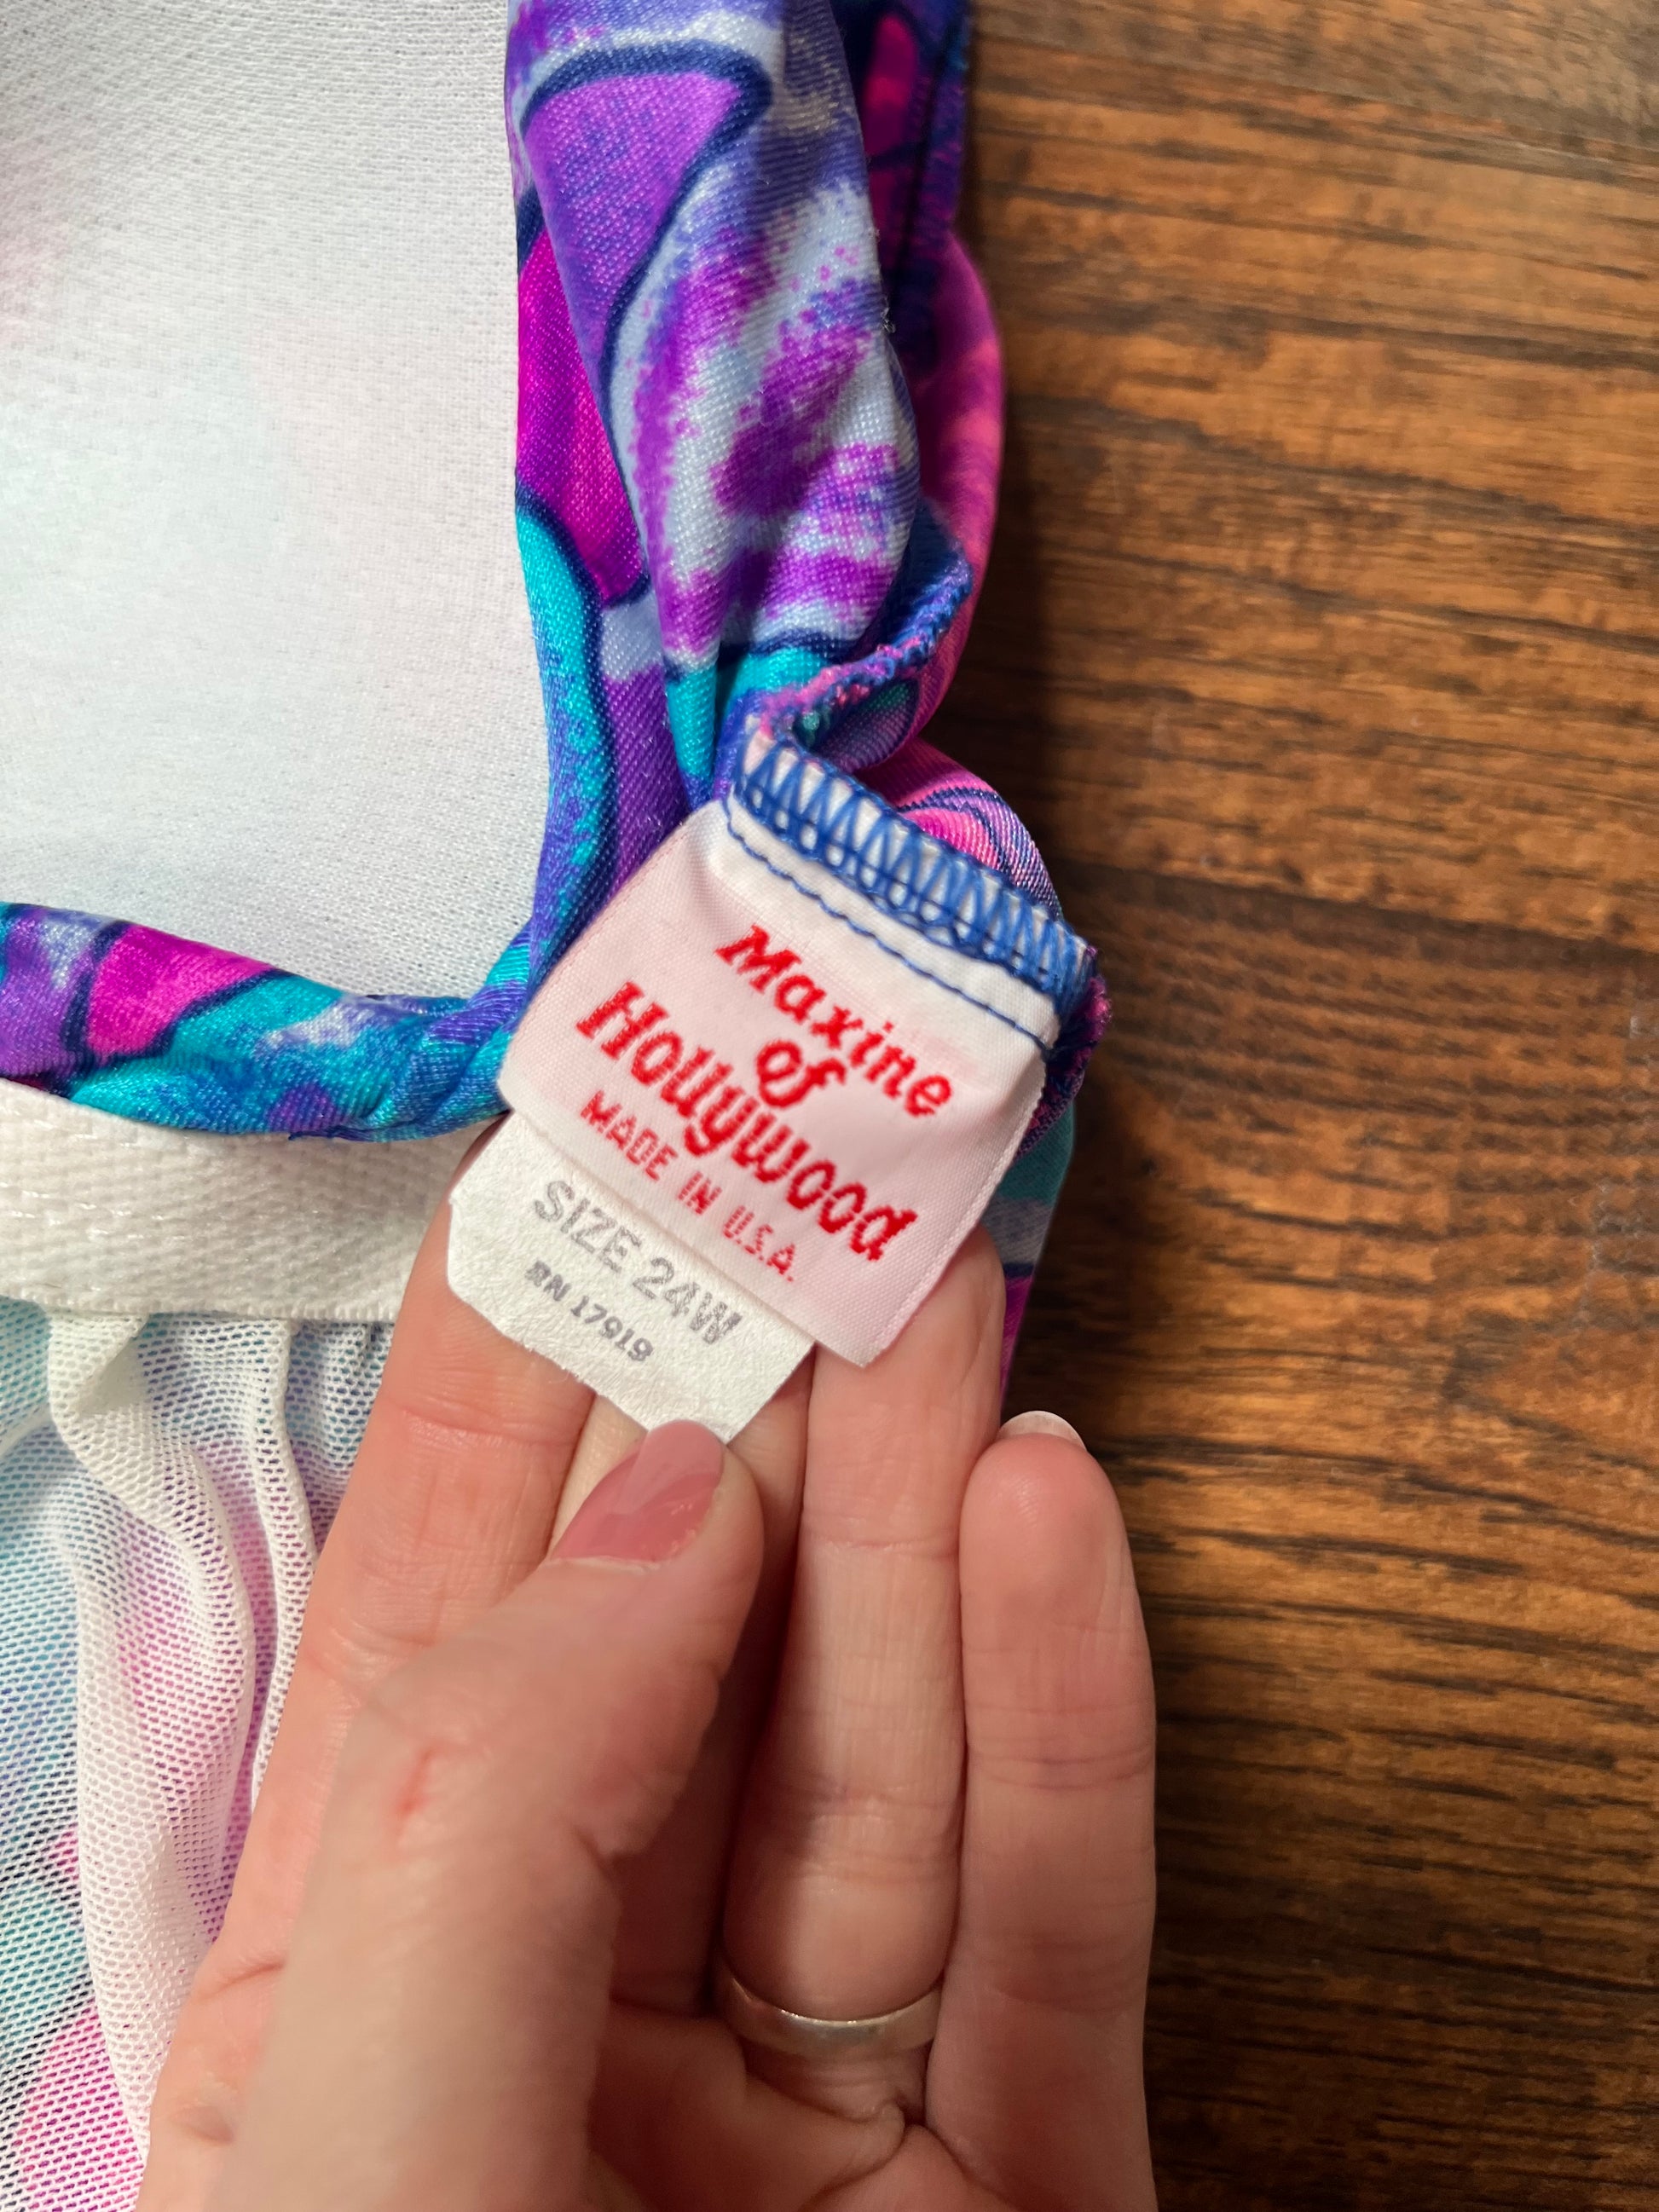 Maxine
of
Hollywood
MADE IN U.S.A.
SIZE 24W
RN 17919